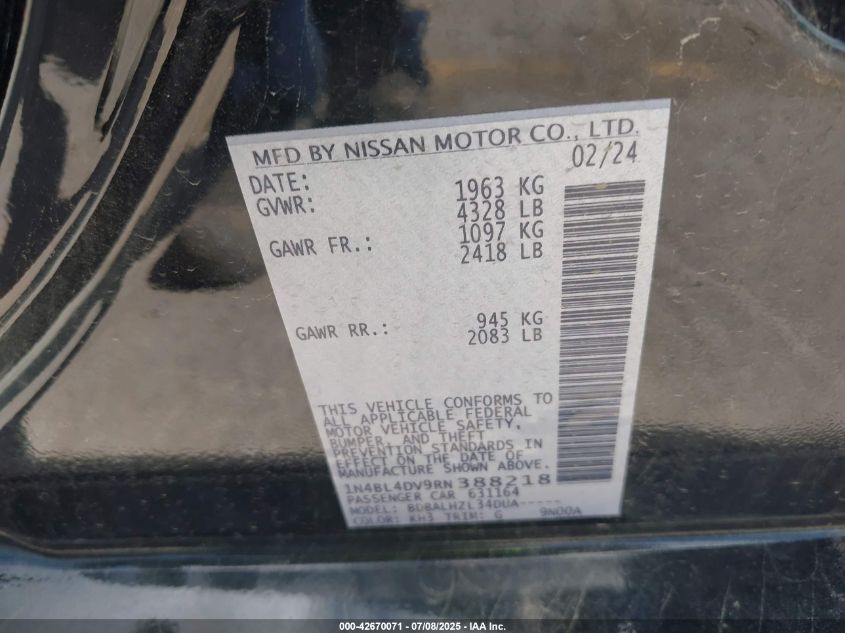 MFD BY NISSAN MOTOR CO., LTD.
DATE: 02/24
GVWR: 1963 KG
4328 LB
GAWR FR.: 1097 KG
2418 LB
GAWR RR.: 945 KG
2083 LB
THIS VEHICLE CONFORMS TO
ALL APPLICABLE FEDERAL
MOTOR VEHICLE SAFETY,
BUMPER, AND THEFT
PREVENTION STANDARDS IN
EFFECT ON THE DATE OF
MANUFACTURE SHOWN ABOVE.
1N4BL4DV9RN388218
PASSENGER CAR 631164
MODEL: BDBALHZL34DUA-----
COLOR: KH3 TRIM: G 9N00A
000-42670071 - 07/08/2025 - IAA Inc.